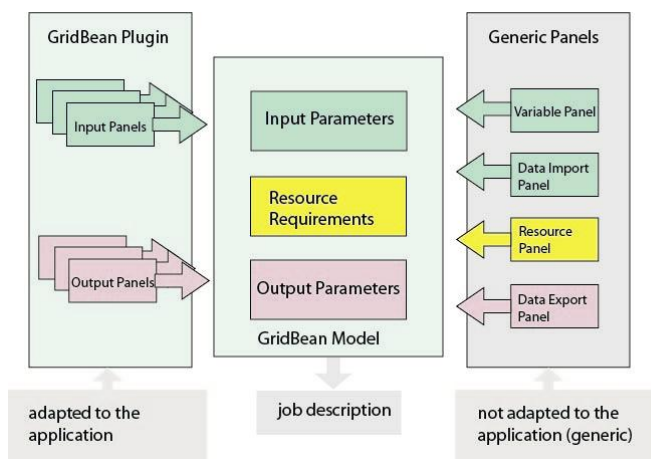 GridBean Plugin
Input Panels
Output Panels
Input Parameters
Resource
Requirements
Output Parameters
GridBean Model
Generic Panels
Variable Panel
Data Import
Panel
Resource
Panel
Data Export
Panel
adapted to the
application
job description
not adapted to the
application (generic)